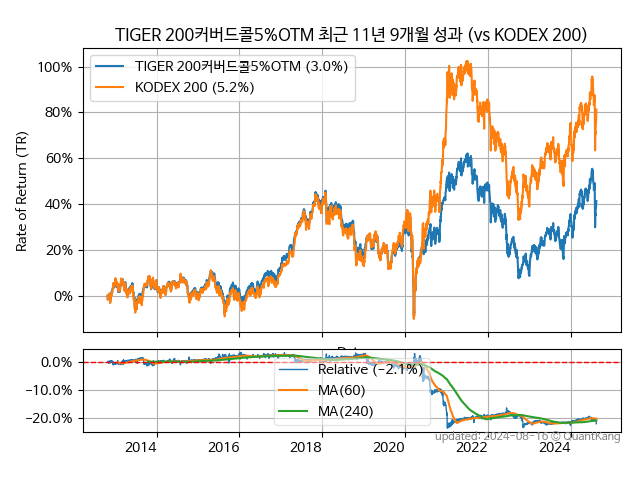 TIGER 200커버드콜5%OTM 최근 11년 9개월 성과 (vs KODEX 200)
TIGER 200커버드콜5%OTM (3.0%)
KODEX 200 (5.2%)
Rate of Return (TR)
100%
80%
60%
40%
20%
0%
0.0%
−10.0%
−20.0%
Relative (−2.1%)
MA(60)
MA(240)
updated: 2024-08-16 © QuantKang
2014
2016
2018
2020
2022
2024